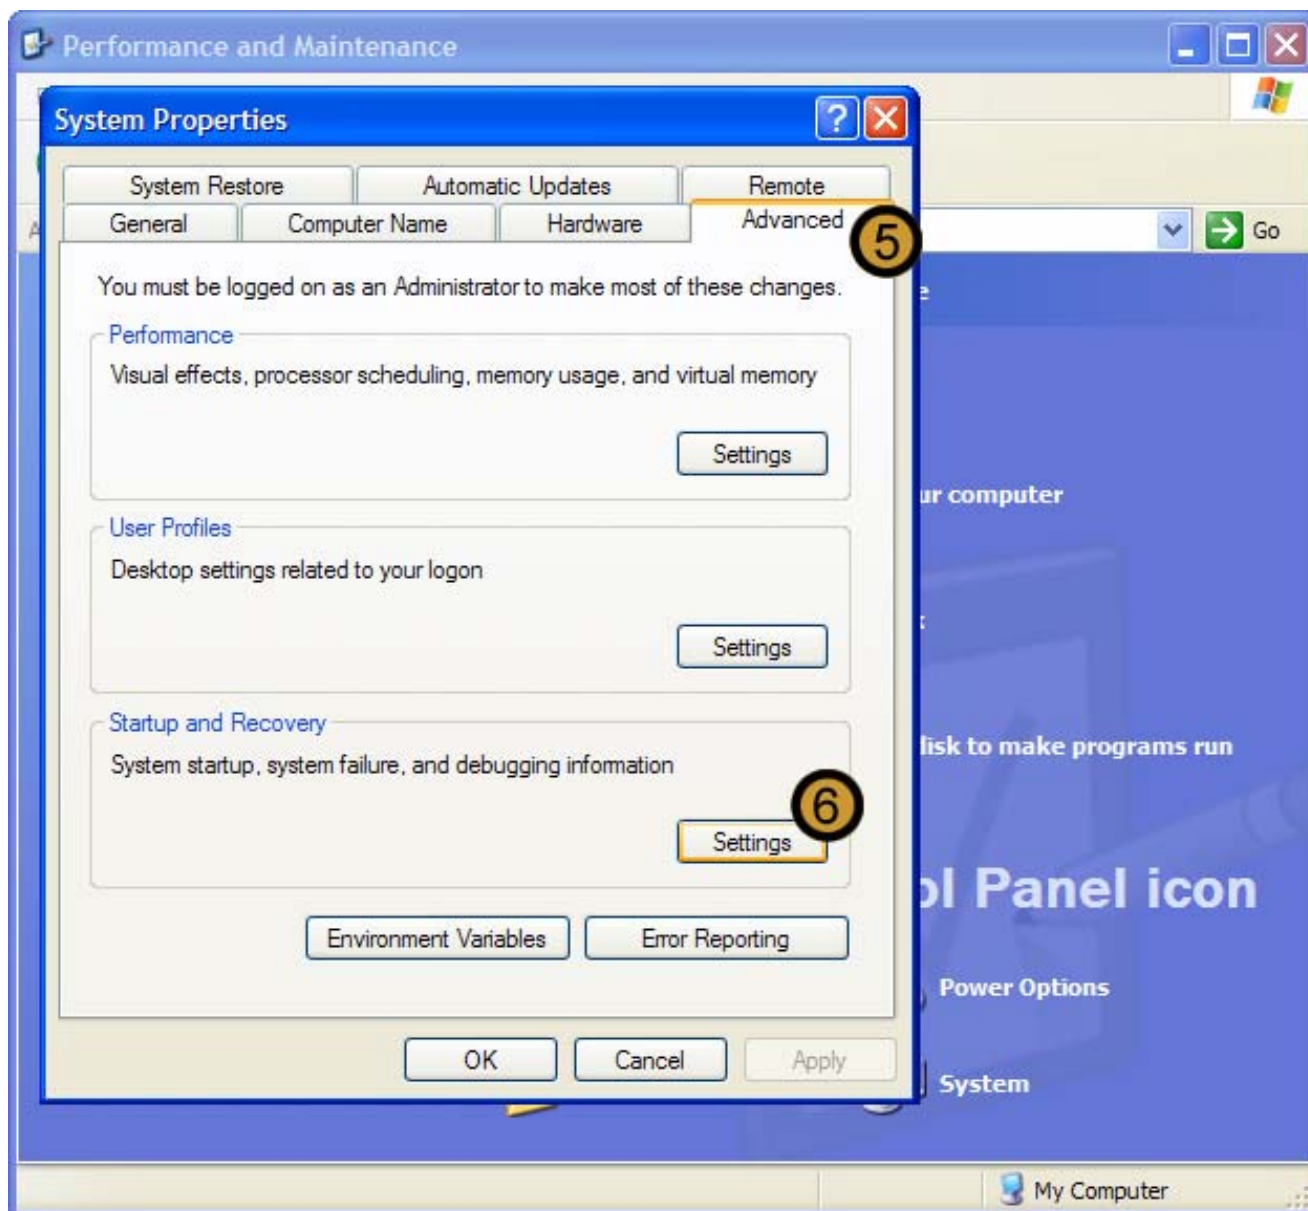 Performance and Maintenance
System Properties
System Restore Automatic Updates Remote
General Computer Name Hardware Advanced
5
Go
You must be logged on as an Administrator to make most of these changes.
Performance
Visual effects, processor scheduling, memory usage, and virtual memory
Settings
ur computer
User Profiles
Desktop settings related to your logon
Settings
Startup and Recovery
System startup, system failure, and debugging information
disk to make programs run
6
Settings
ol Panel icon
Environment Variables Error Reporting
Power Options
OK Cancel Apply
System
My Computer